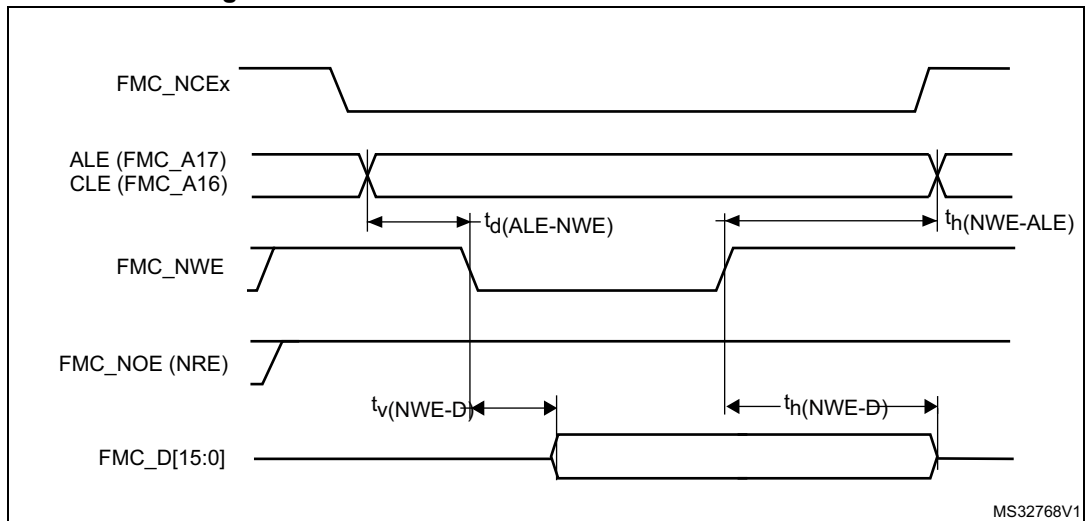 FMC_NCEx
ALE (FMC_A17)
CLE (FMC_A16)
td(ALE-NWE)
th(NWE-ALE)
FMC_NWE
FMC_NOE (NRE)
tv(NWE-D)
th(NWE-D)
FMC_D[15:0]
MS32768V1